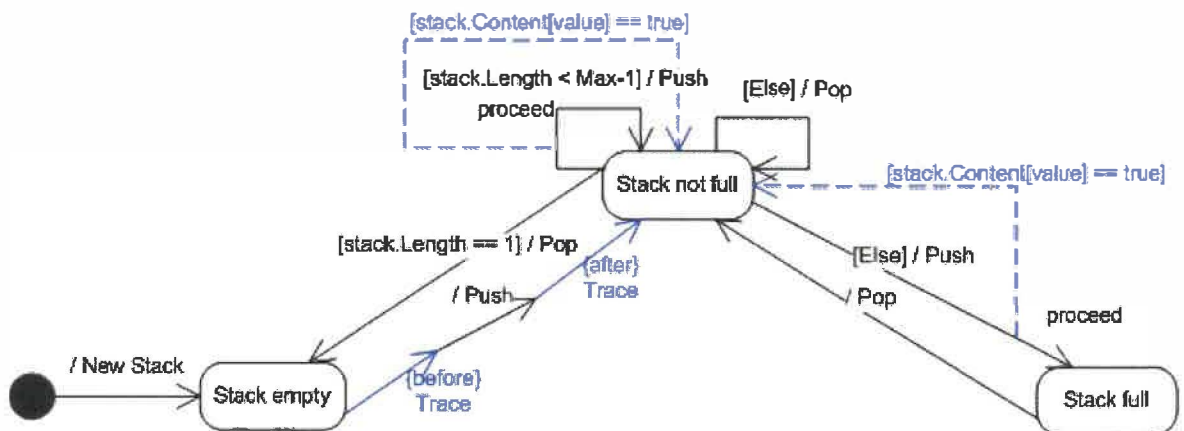 [stack.Content[value] == true]
[stack.Length < Max-1] / Push
proceed
[Else] / Pop
Stack not full
[stack.Content[value] == true]
[stack.Length == 1] / Pop
{after}
Trace
[Else] / Push
/ Push
/ Pop
proceed
/ New Stack
Stack empty
{before}
Trace
Stack full